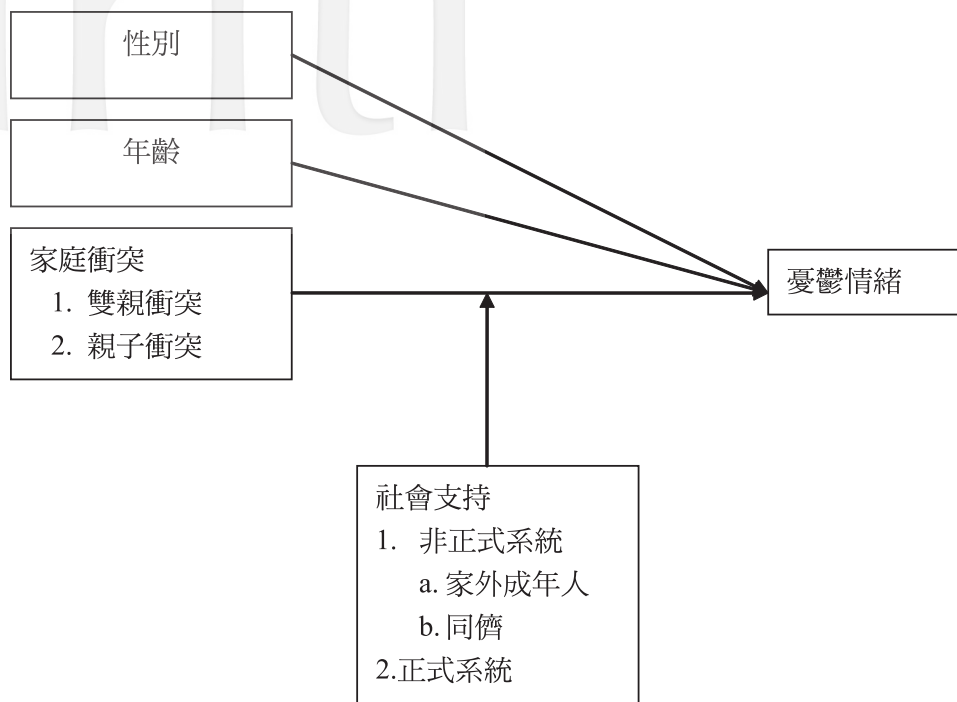 性別
年齡
家庭衝突
1. 雙親衝突
2. 親子衝突
憂鬱情緒
社會支持
1. 非正式系統
a. 家外成年人
b. 同儕
2.正式系統